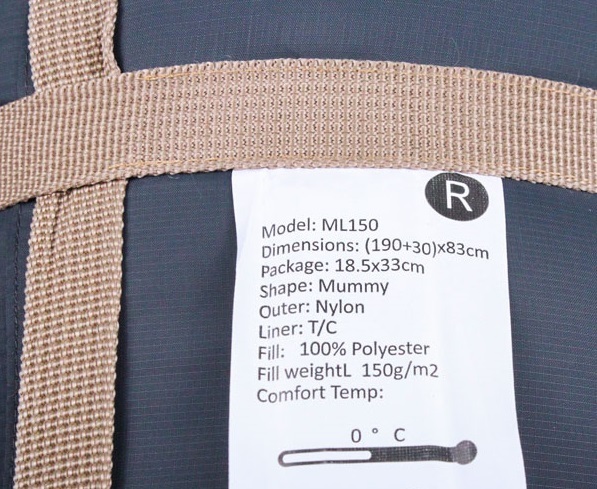 R
Model: ML150
Dimensions: (190+30)x83cm
Package: 18.5x33cm
Shape: Mummy
Outer: Nylon
Liner: T/C
Fill: 100% Polyester
Fill weightL 150g/m2
Comfort Temp:
0 ° C